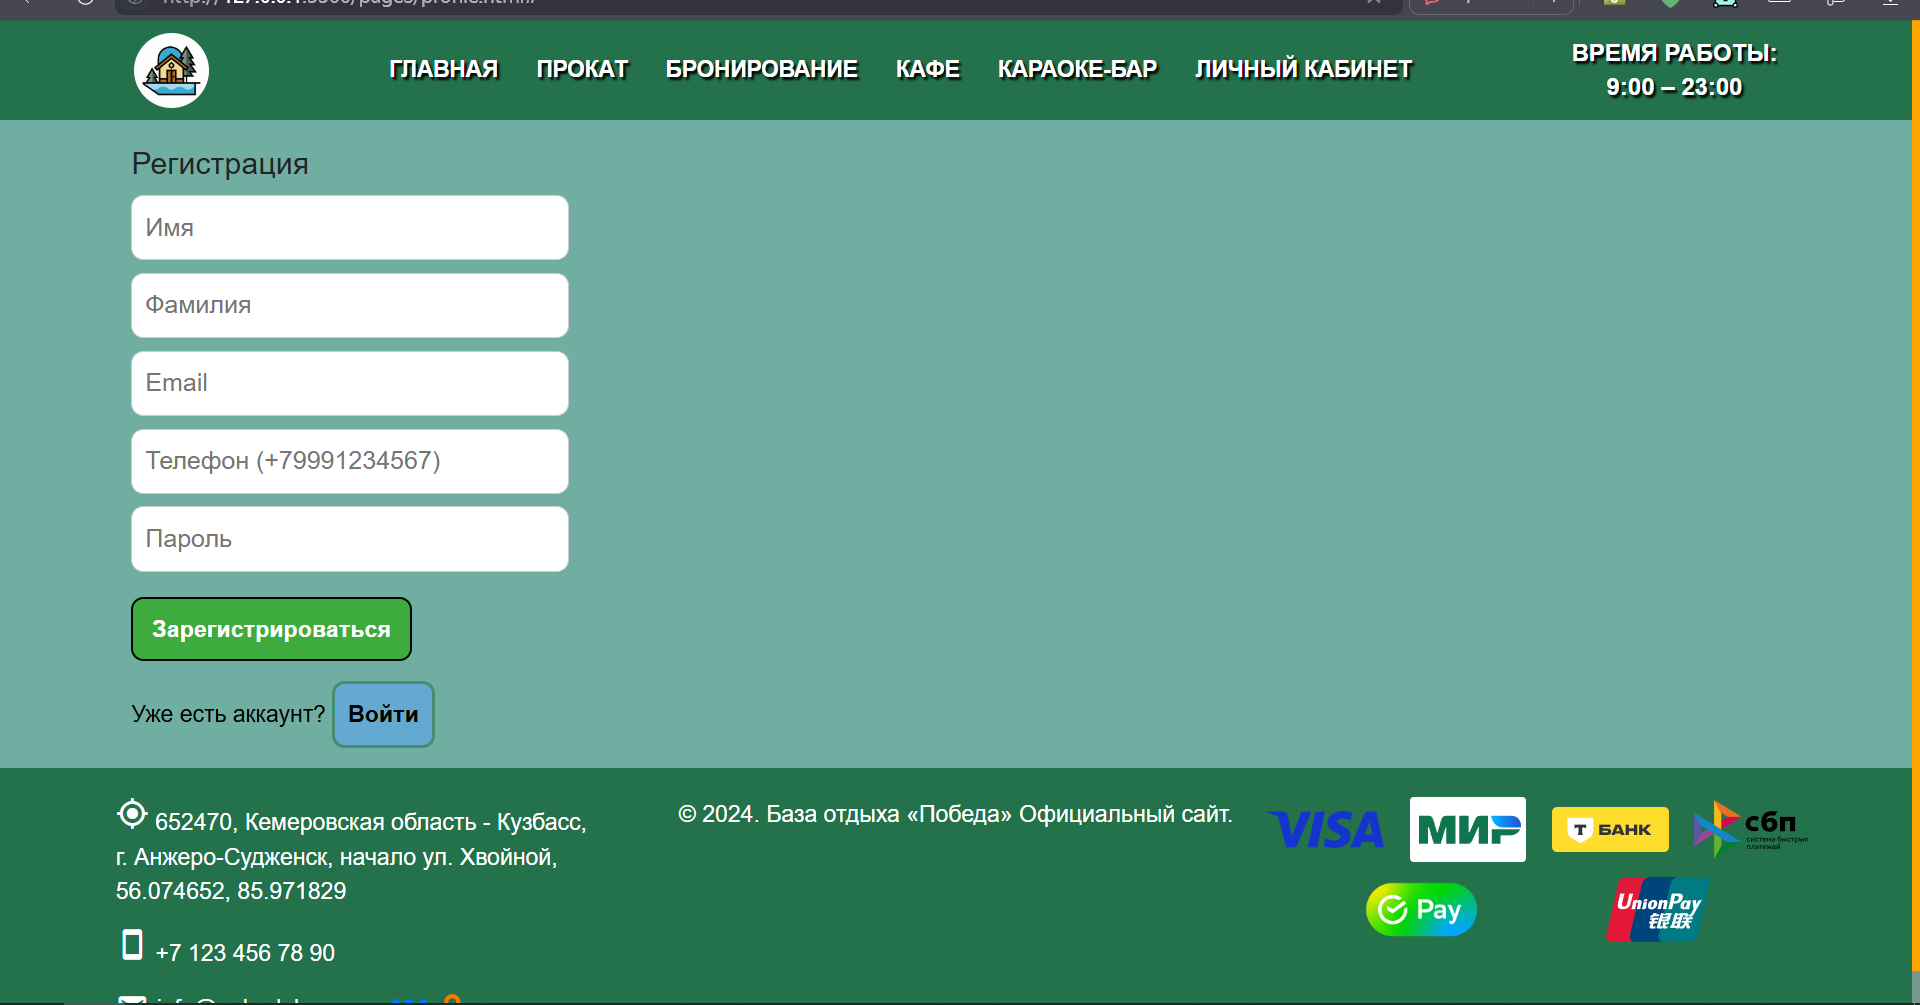 ГЛАВНАЯ ПРОКАТ БРОНИРОВАНИЕ КАФЕ КАРАОКЕ-БАР ЛИЧНЫЙ КАБИНЕТ
ВРЕМЯ РАБОТЫ:
9:00 – 23:00
Регистрация
Имя
Фамилия
Email
Телефон (+79991234567)
Пароль
Зарегистрироваться
Уже есть аккаунт? Войти
652470, Кемеровская область - Кузбасс,
г. Анжеро-Судженск, начало ул. Хвойной,
56.074652, 85.971829
+7 123 456 78 90
© 2024. База отдыха «Победа» Официальный сайт.
VISA
МИР
Т БАНК
сбп
система быстрых
платежей
Pay
UnionPay
银联